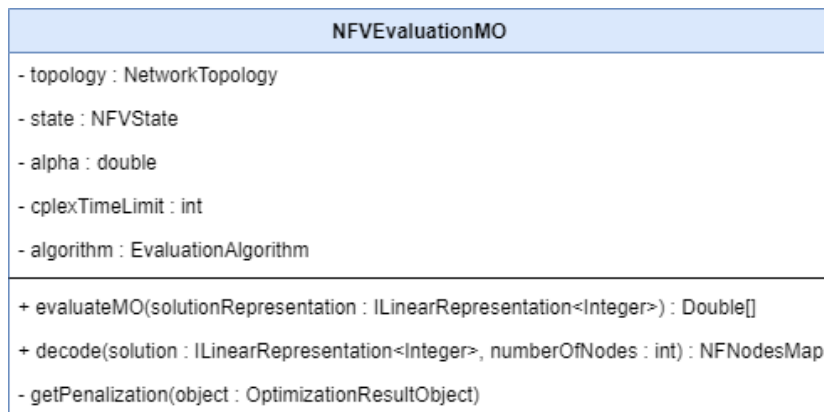 NFVEvaluationMO
- topology : NetworkTopology
- state : NFVState
- alpha : double
- cplexTimeLimit : int
- algorithm : EvaluationAlgorithm
+ evaluateMO(solutionRepresentation : ILinearRepresentation<Integer>) : Double[]
+ decode(solution : ILinearRepresentation<Integer>, numberOfNodes : int) : NFNodesMap
- getPenalization(object : OptimizationResultObject)